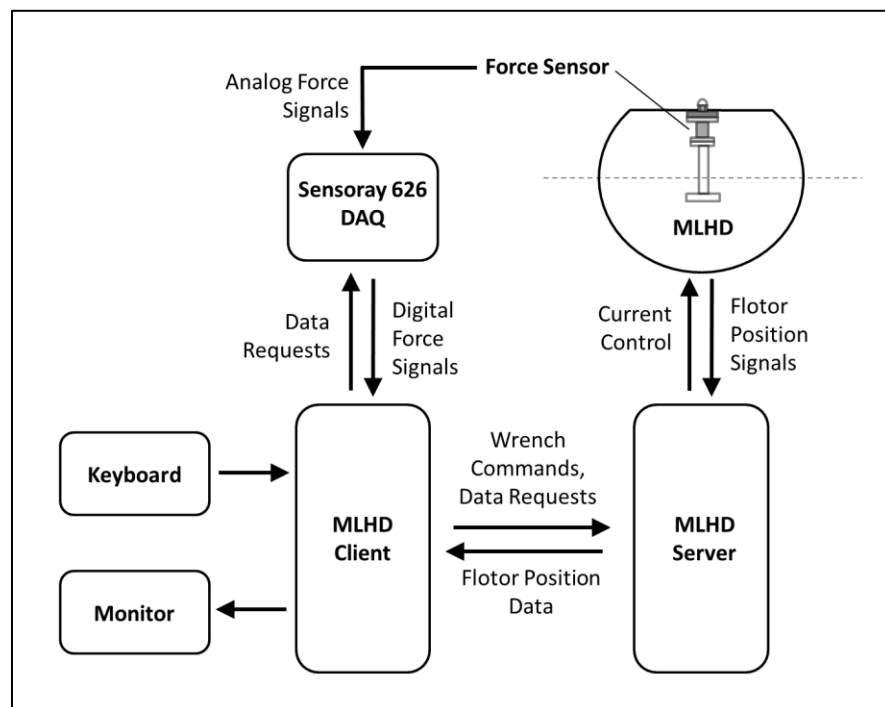 Force Sensor
Analog Force
Signals
Sensoray 626
DAQ
MLHD
Data
Requests
Digital
Force
Signals
Current
Control
Flotor
Position
Signals
Keyboard
Monitor
MLHD
Client
Wrench
Commands,
Data Requests
Flotor Position
Data
MLHD
Server